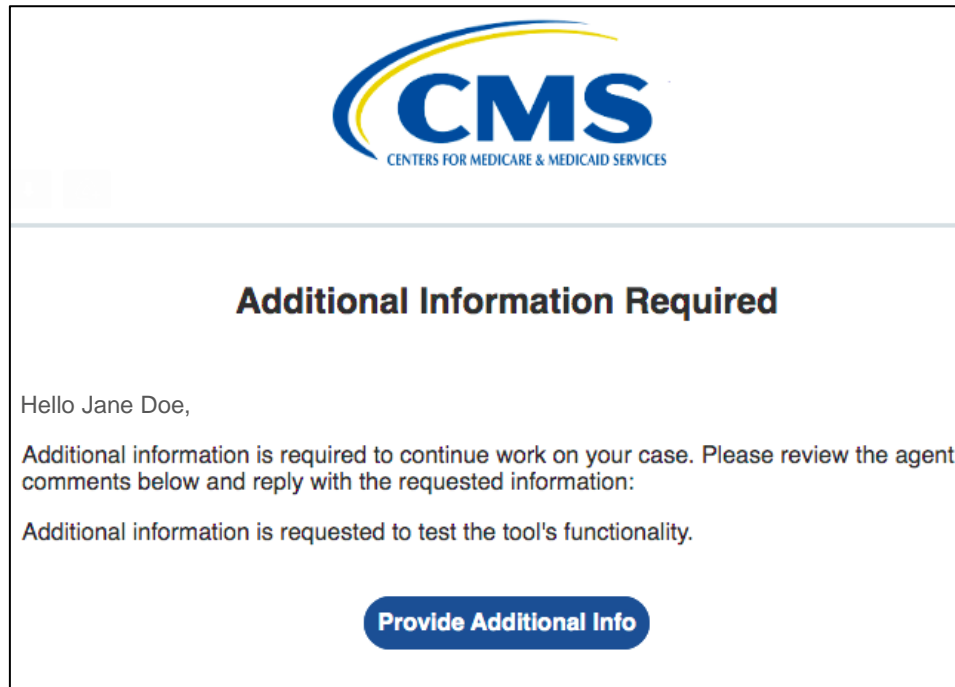 CMS
CENTERS FOR MEDICARE & MEDICAID SERVICES
Additional Information Required
Hello Jane Doe,
Additional information is required to continue work on your case. Please review the agent
comments below and reply with the requested information:
Additional information is requested to test the tool's functionality.
Provide Additional Info